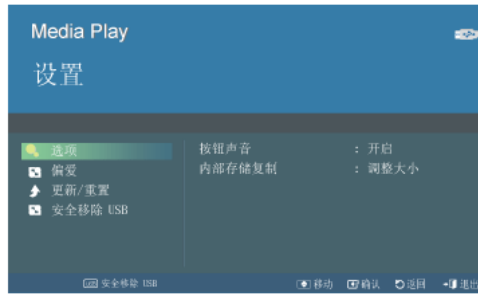 Media Play
设置
选项
按钮声音 : 开启
偏爱
内部存储复制 : 调整大小
更新/重置
安全移除 USB
安全移除 USB 移动 确认 返回 退出